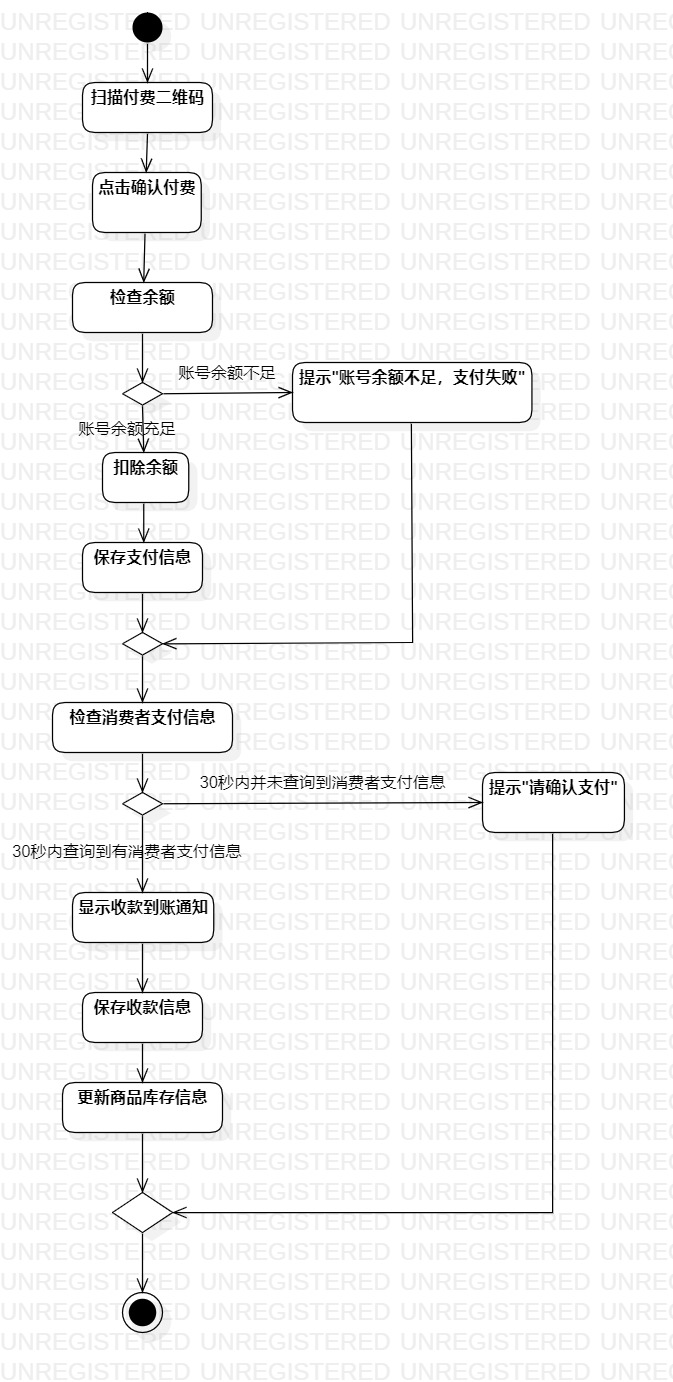 扫描付费二维码
点击确认付费
检查余额
账号余额不足
提示"账号余额不足，支付失败"
账号余额充足
扣除余额
保存支付信息
检查消费者支付信息
30秒内并未查询到消费者支付信息
提示"请确认支付"
30秒内查询到有消费者支付信息
显示收款到账通知
保存收款信息
更新商品库存信息
UNREGISTERED